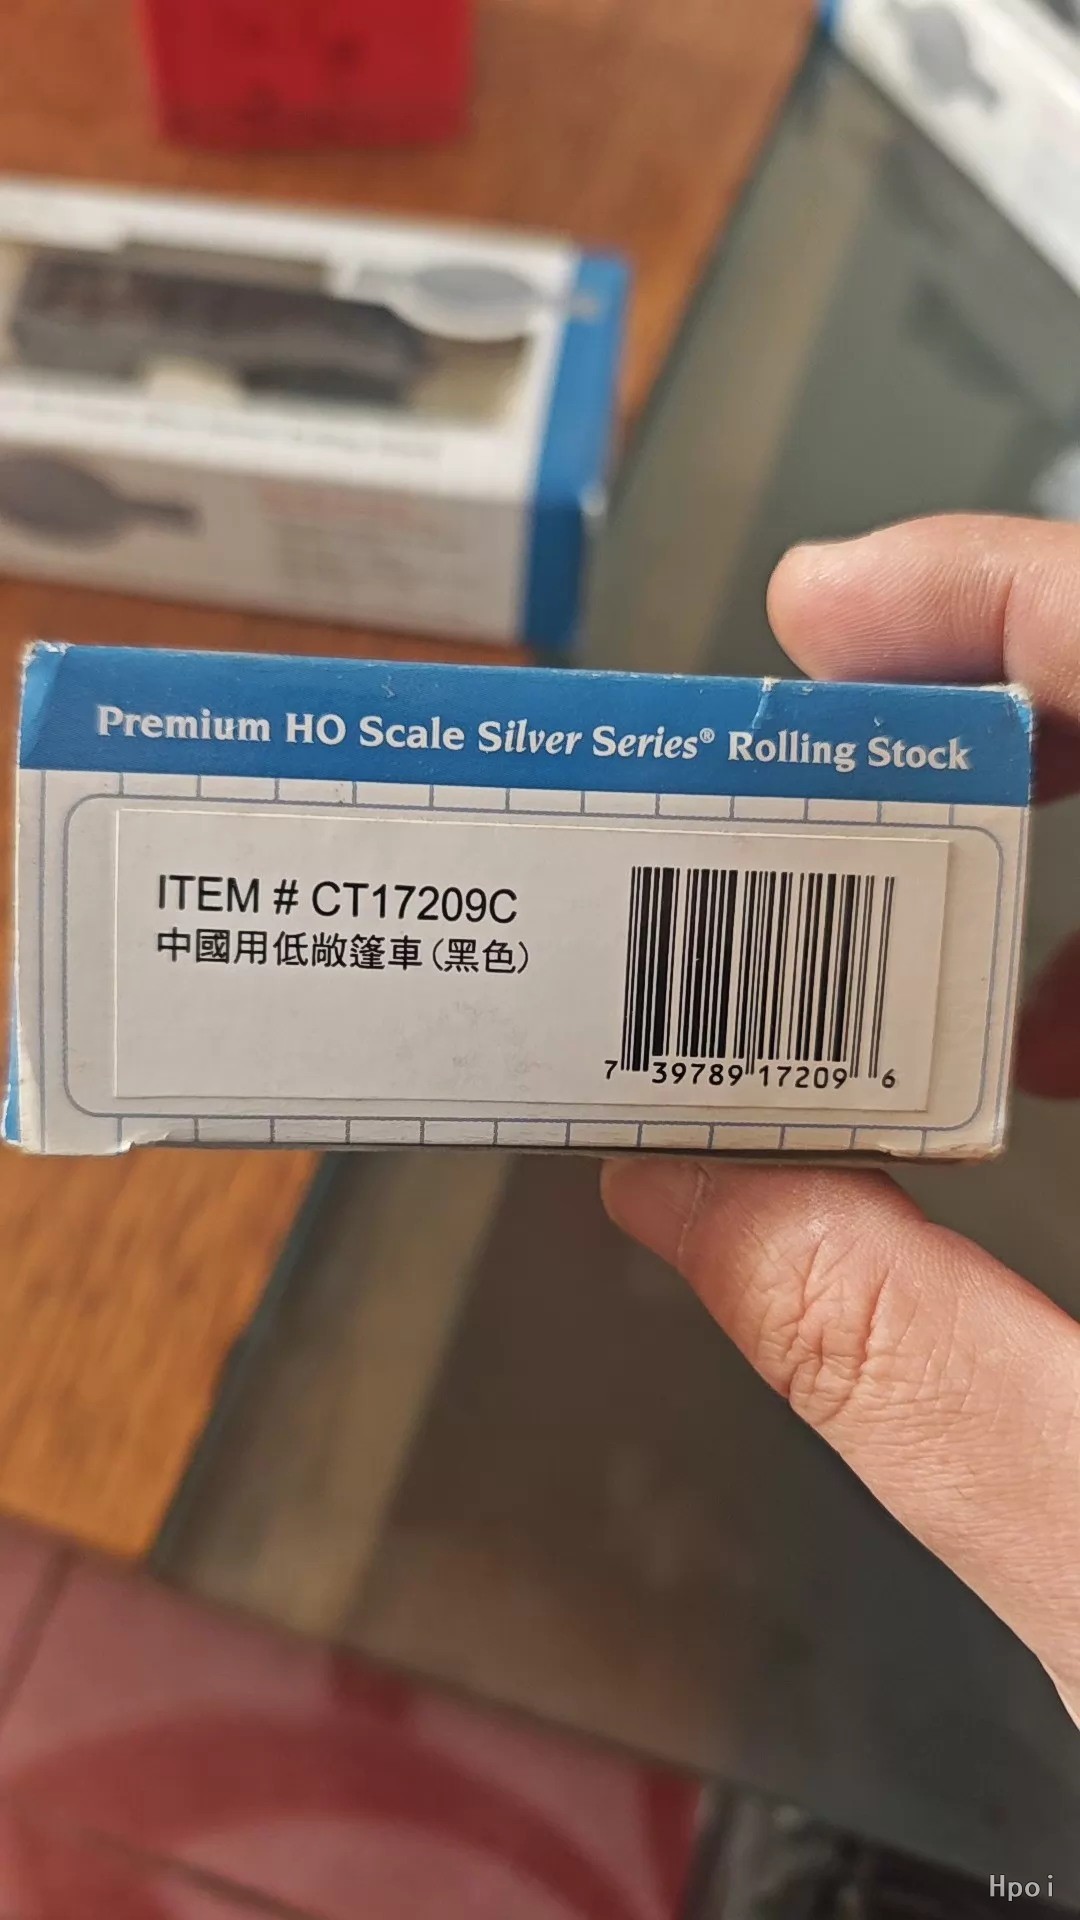 Premium HO Scale Silver Series® Rolling Stock
ITEM # CT17209C
中國用低敞篷車(黑色)
7 39789 17209 6
Hpoi